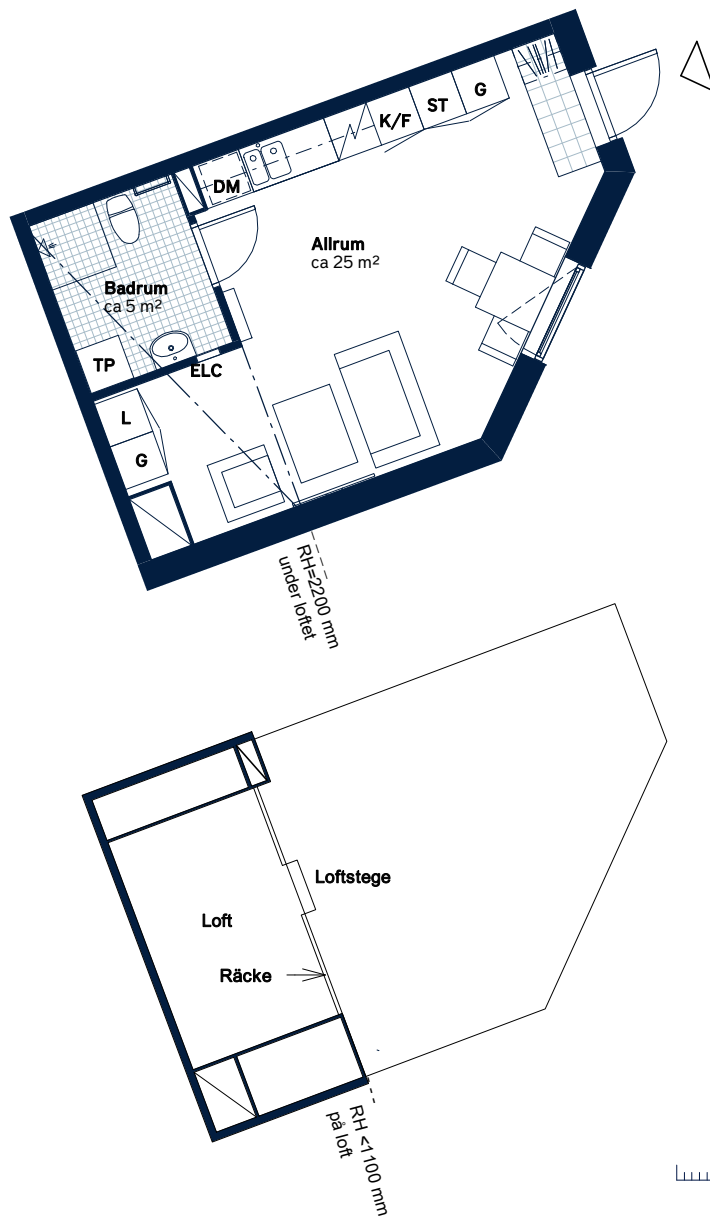 G
ST
K/F
DM
Allrum
ca 25 m²
Badrum
ca 5 m²
TP
ELC
L
G
RH=2200 mm
under loftet
Loftstege
Loft
Räcke
RH <1100 mm
på loft